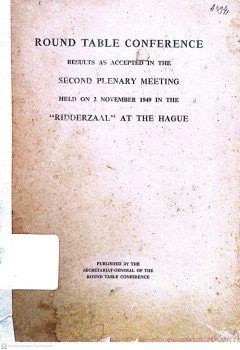 ROUND TABLE CONFERENCE
RESULTS AS ACCEPTED IN THE
SECOND PLENARY MEETING
HELD ON 2 NOVEMBER 1949 IN THE
“RIDDERZAAL” AT THE HAGUE
PUBLISHED BY THE
SECRETARIAT-GENERAL OF THE
ROUND TABLE CONFERENCE